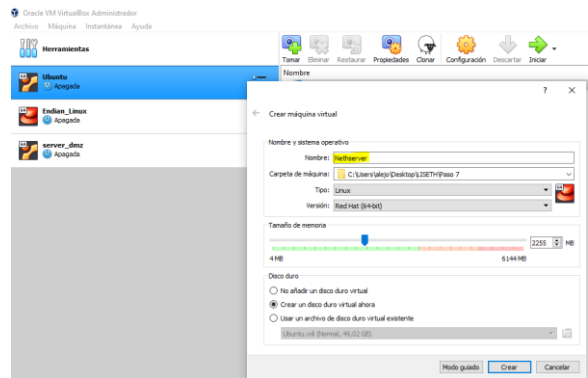 Oracle VM VirtualBox Administrador
Archivo Máquina Instantánea Ayuda
Herramientas
Tomar Eliminar Restaurar Propiedades Clonar Configuración Descartar Iniciar
Nombre
Ubuntu
Apagada
Endian_Linux
Apagada
server_dmz
Apagada
? ×
← Crear máquina virtual
Nombre y sistema operativo
Nombre: Nethserver
Carpeta de máquina: C:\Users\alejo\Desktop\LISETH\Paso 7
Tipo: Linux
Versión: Red Hat (64-bit)
64
Tamaño de memoria
2255 MB
4 MB 6144 MB
Disco duro
No añadir un disco duro virtual
Crear un disco duro virtual ahora
Usar un archivo de disco duro virtual existente
Ubuntu.vdi (Normal, 49,02 GB)
Modo guiado Crear Cancelar